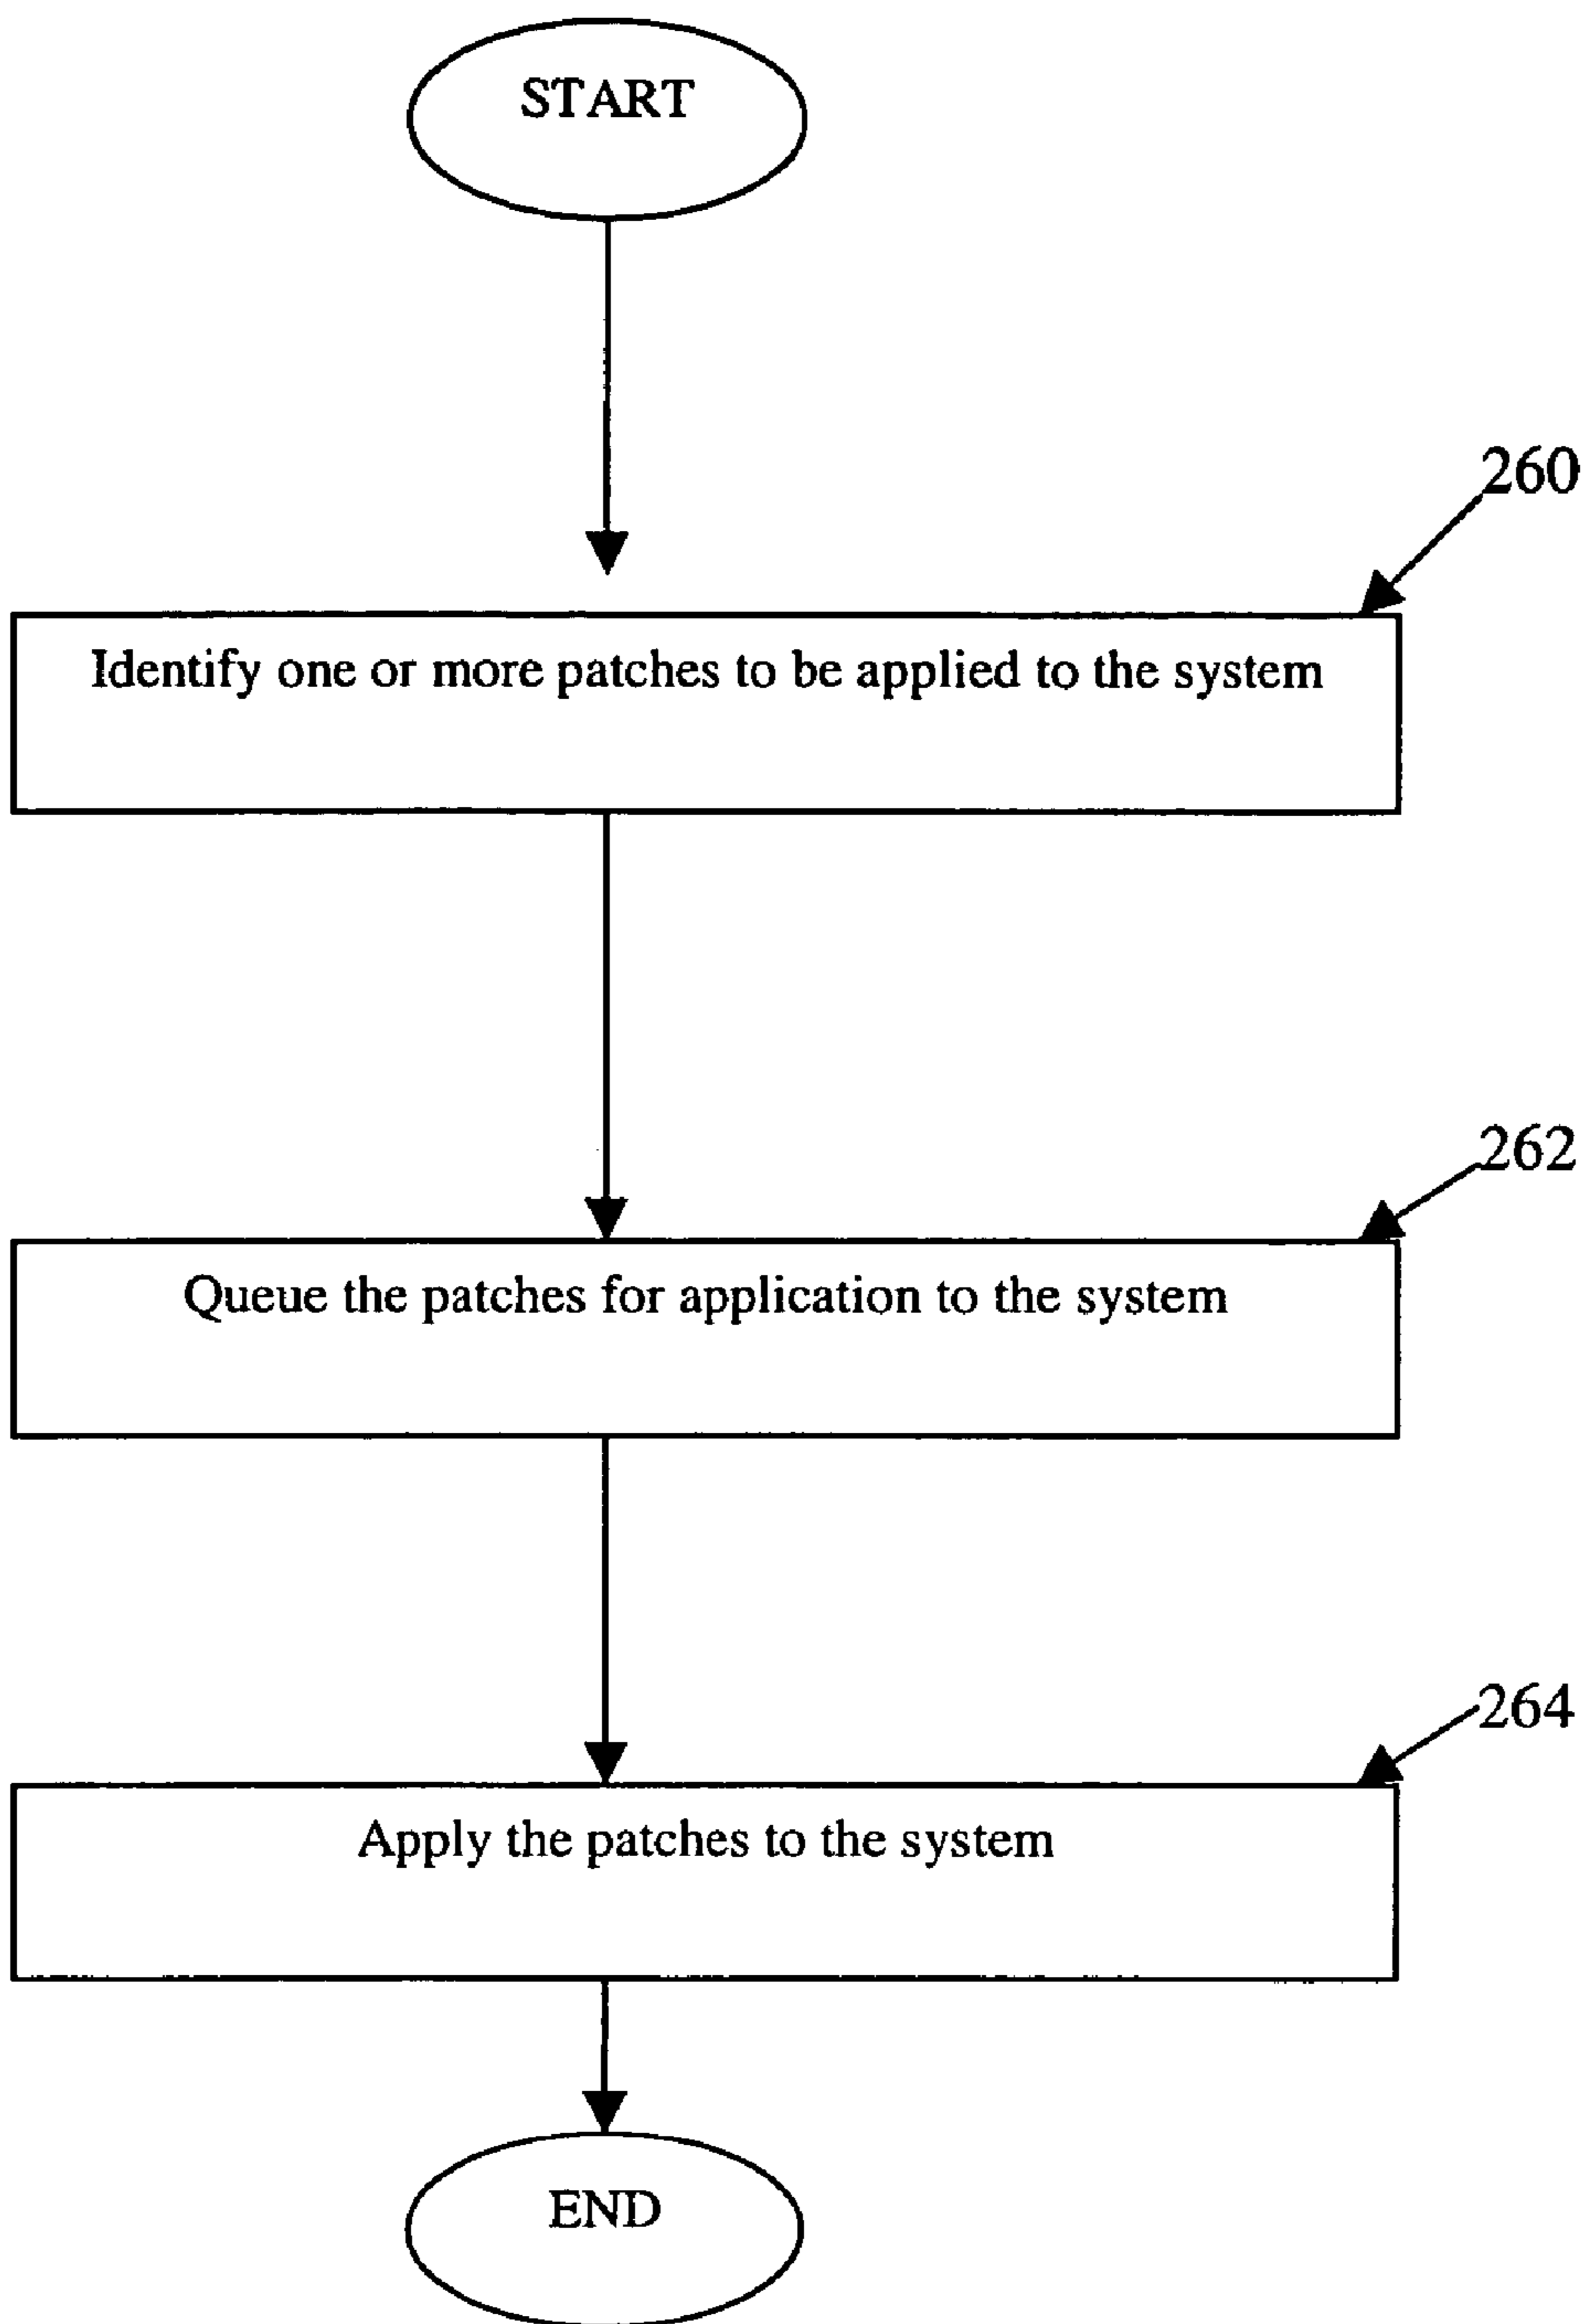 START
260
Identify one or more patches to be applied to the system
262
Queue the patches for application to the system
264
Apply the patches to the system
END